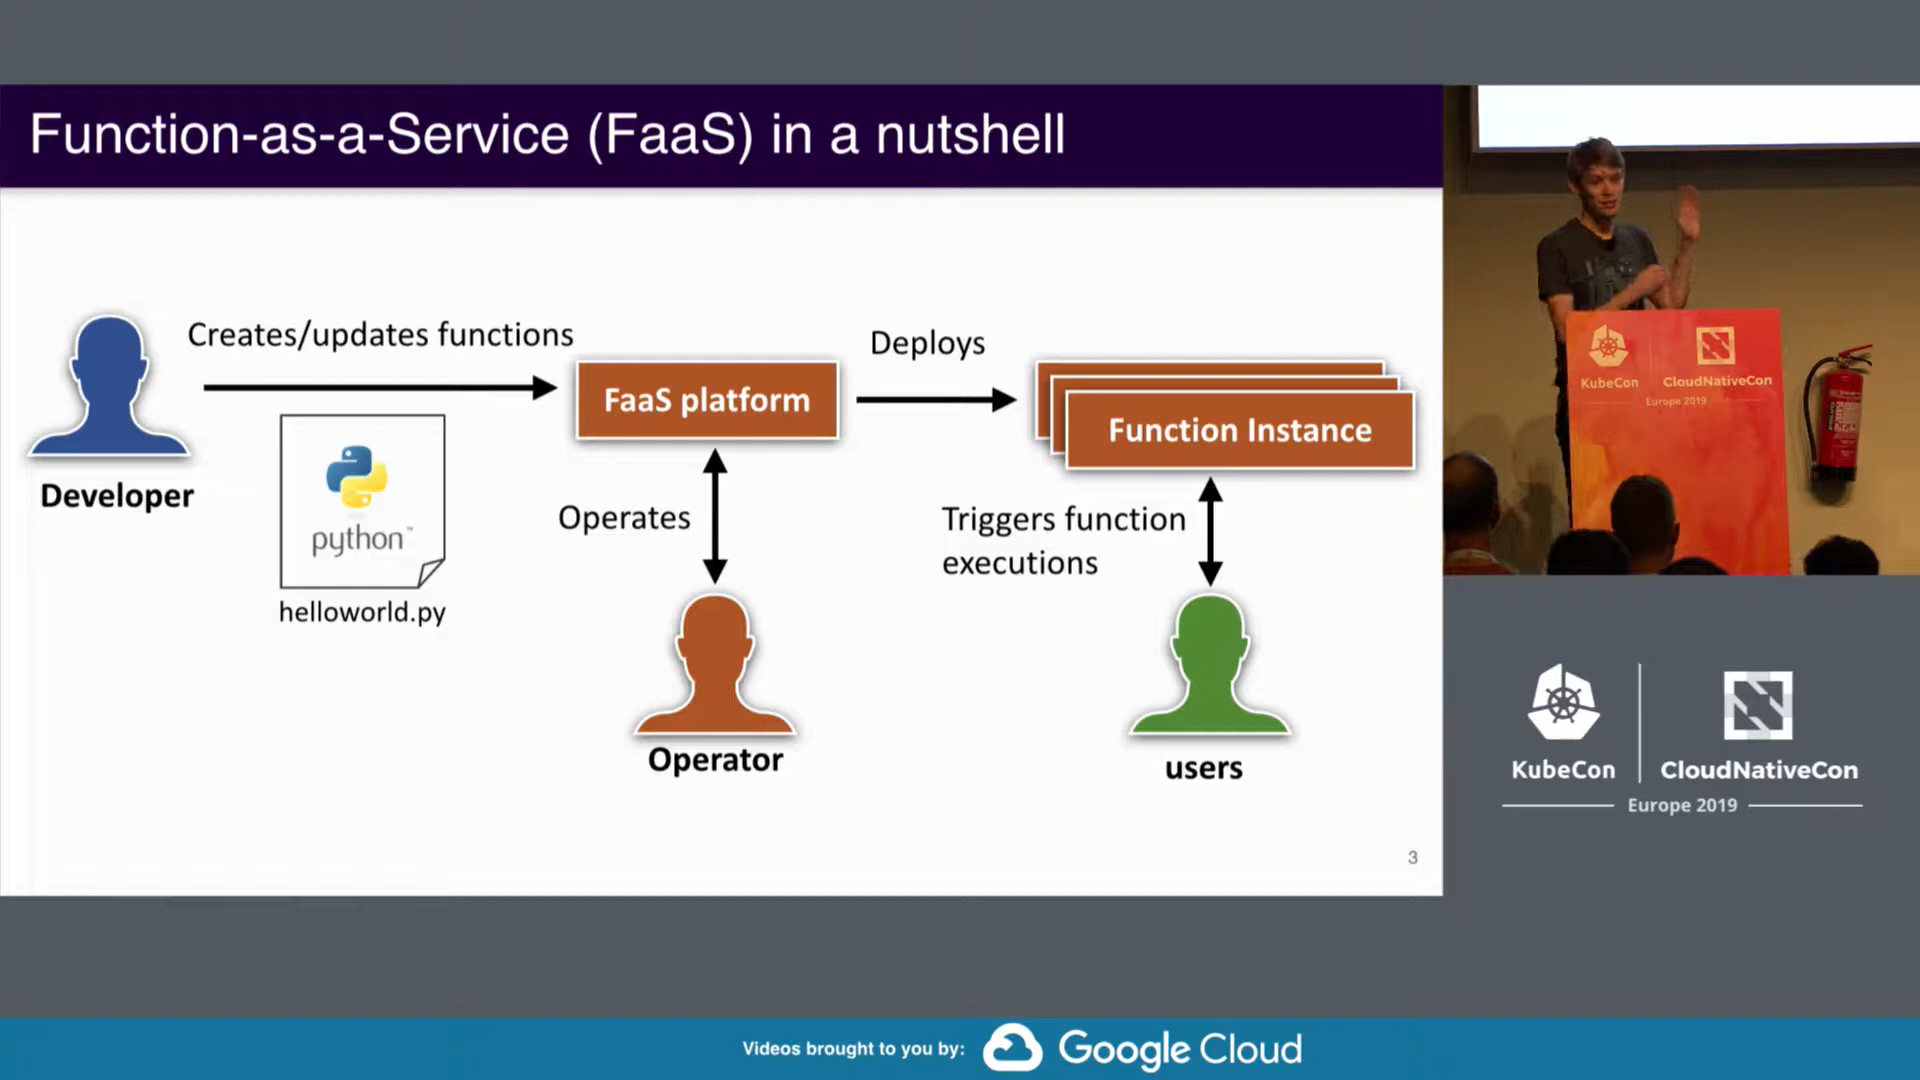 Function-as-a-Service (FaaS) in a nutshell
Creates/updates functions
Deploys
FaaS platform
Function Instance
Developer
python™
helloworld.py
Operates
Triggers function
executions
Operator
users
3
KubeCon
CloudNativeCon
Europe 2019
KubeCon
CloudNativeCon
Europe 2019
Videos brought to you by:
Google Cloud